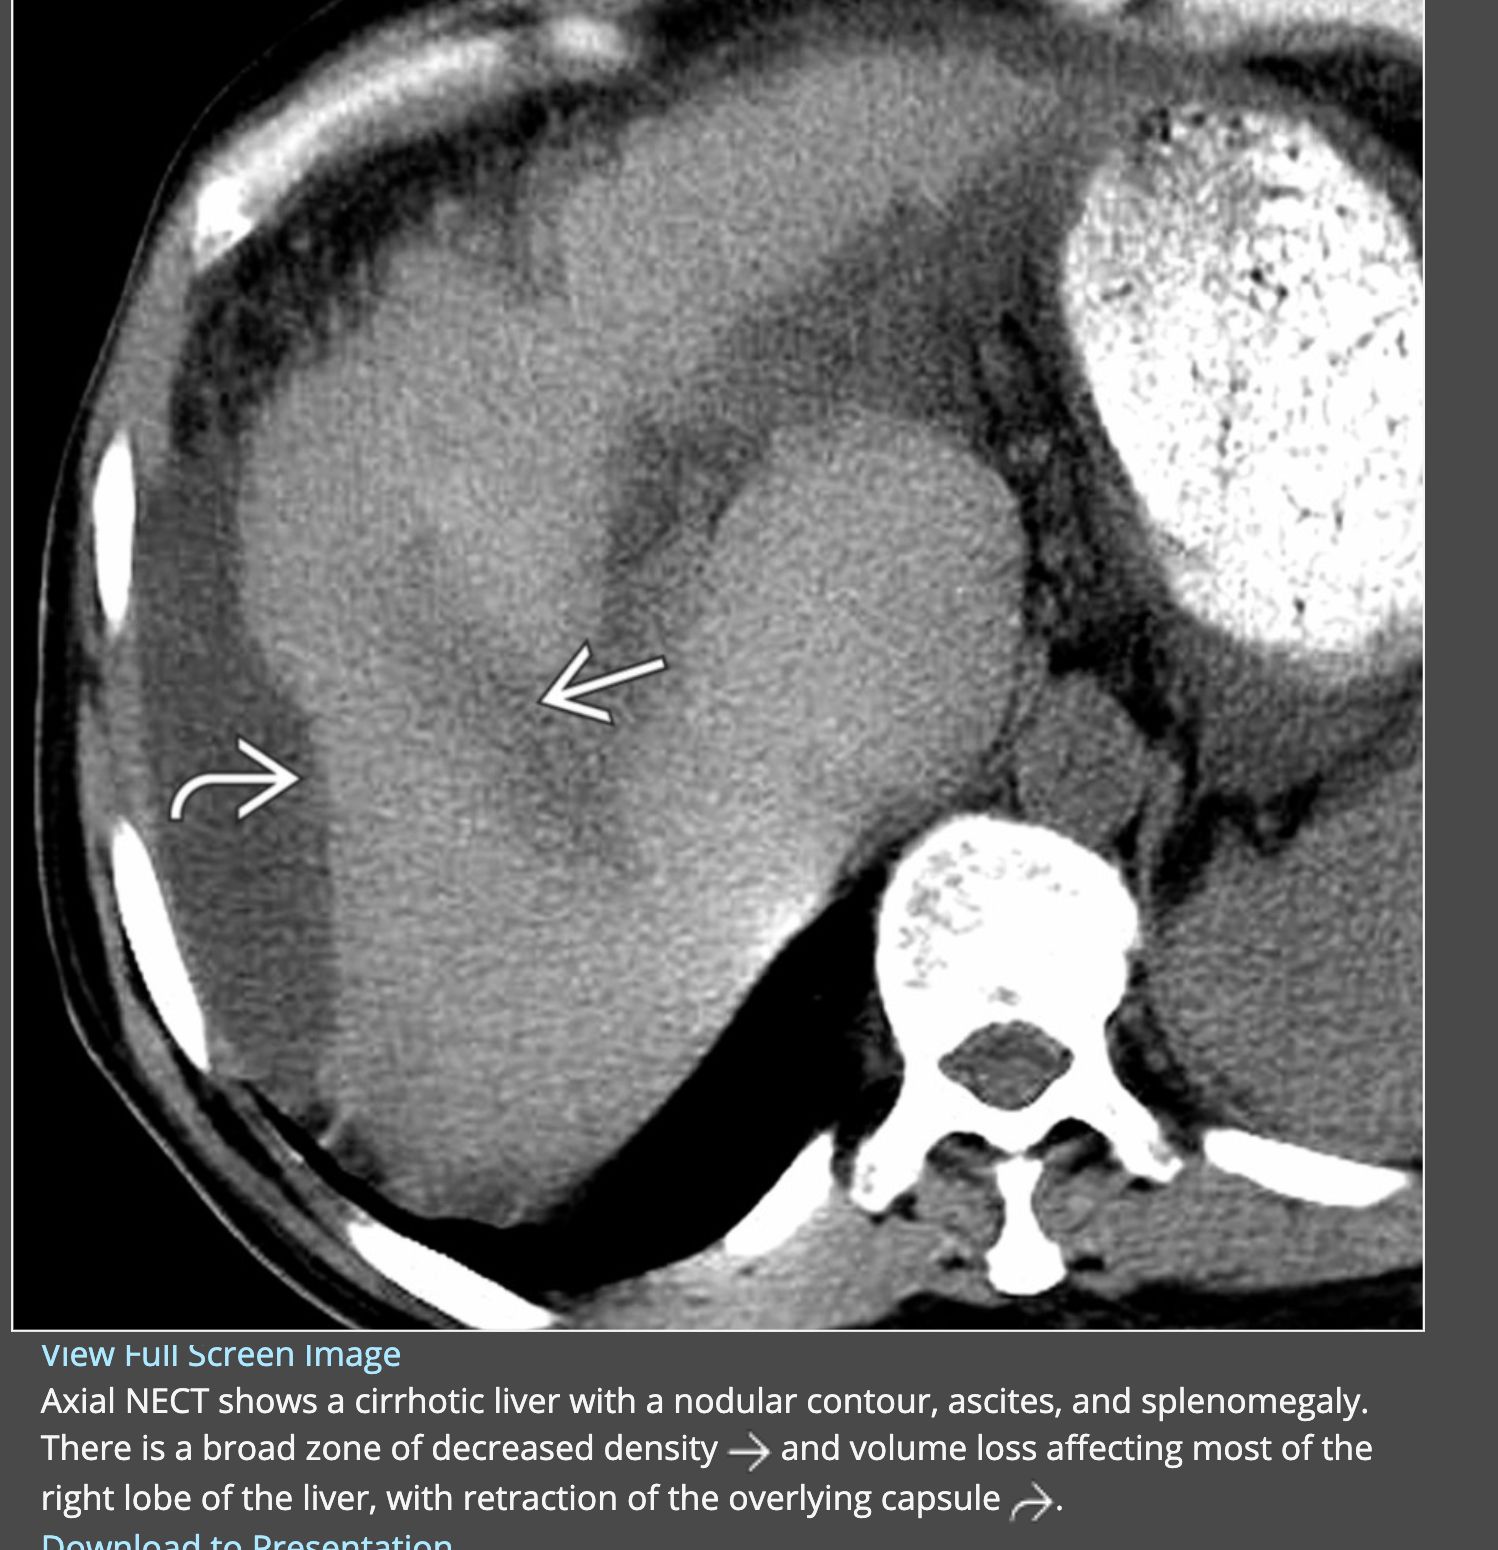 View Full Screen Image
Axial NECT shows a cirrhotic liver with a nodular contour, ascites, and splenomegaly.
There is a broad zone of decreased density → and volume loss affecting most of the
right lobe of the liver, with retraction of the overlying capsule ↷.
Download to Presentation